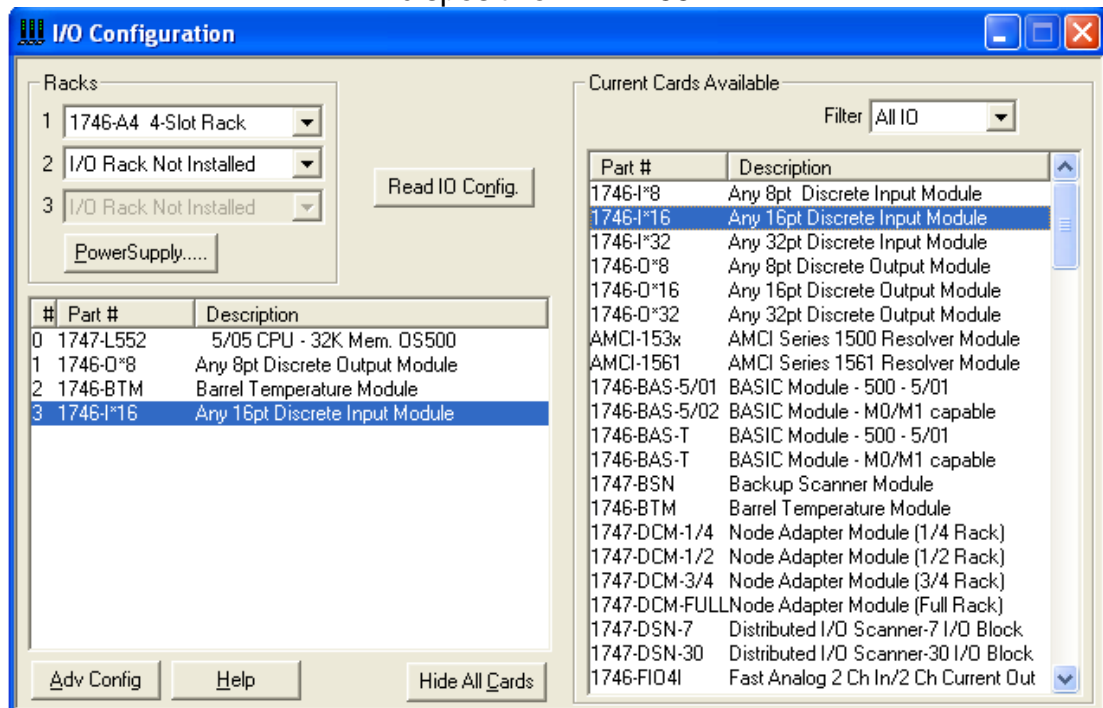 I/O Configuration
Racks
1 1746-A4 4-Slot Rack
2 I/O Rack Not Installed
3 I/O Rack Not Installed
PowerSupply.....
Read IO Config.
# Part # Description
0 1747-L552 5/05 CPU - 32K Mem. OS500
1 1746-O*8 Any 8pt Discrete Output Module
2 1746-BTM Barrel Temperature Module
3 1746-I*16 Any 16pt Discrete Input Module
Adv Config
Help
Hide All Cards
Current Cards Available
Filter All IO
Part # Description
1746-I*8 Any 8pt Discrete Input Module
1746-I*16 Any 16pt Discrete Input Module
1746-I*32 Any 32pt Discrete Input Module
1746-O*8 Any 8pt Discrete Output Module
1746-O*16 Any 16pt Discrete Output Module
1746-O*32 Any 32pt Discrete Output Module
AMCI-153x AMCI Series 1500 Resolver Module
AMCI-1561 AMCI Series 1561 Resolver Module
1746-BAS-5/01 BASIC Module - 500 - 5/01
1746-BAS-5/02 BASIC Module - M0/M1 capable
1746-BAS-T BASIC Module - 500 - 5/01
1746-BAS-T BASIC Module - M0/M1 capable
1747-BSN Backup Scanner Module
1746-BTM Barrel Temperature Module
1747-DCM-1/4 Node Adapter Module (1/4 Rack)
1747-DCM-1/2 Node Adapter Module (1/2 Rack)
1747-DCM-3/4 Node Adapter Module (3/4 Rack)
1747-DCM-FULL Node Adapter Module (Full Rack)
1747-DSN-7 Distributed I/O Scanner-7 I/O Block
1747-DSN-30 Distributed I/O Scanner-30 I/O Block
1746-FIO4I Fast Analog 2 Ch In/2 Ch Current Out